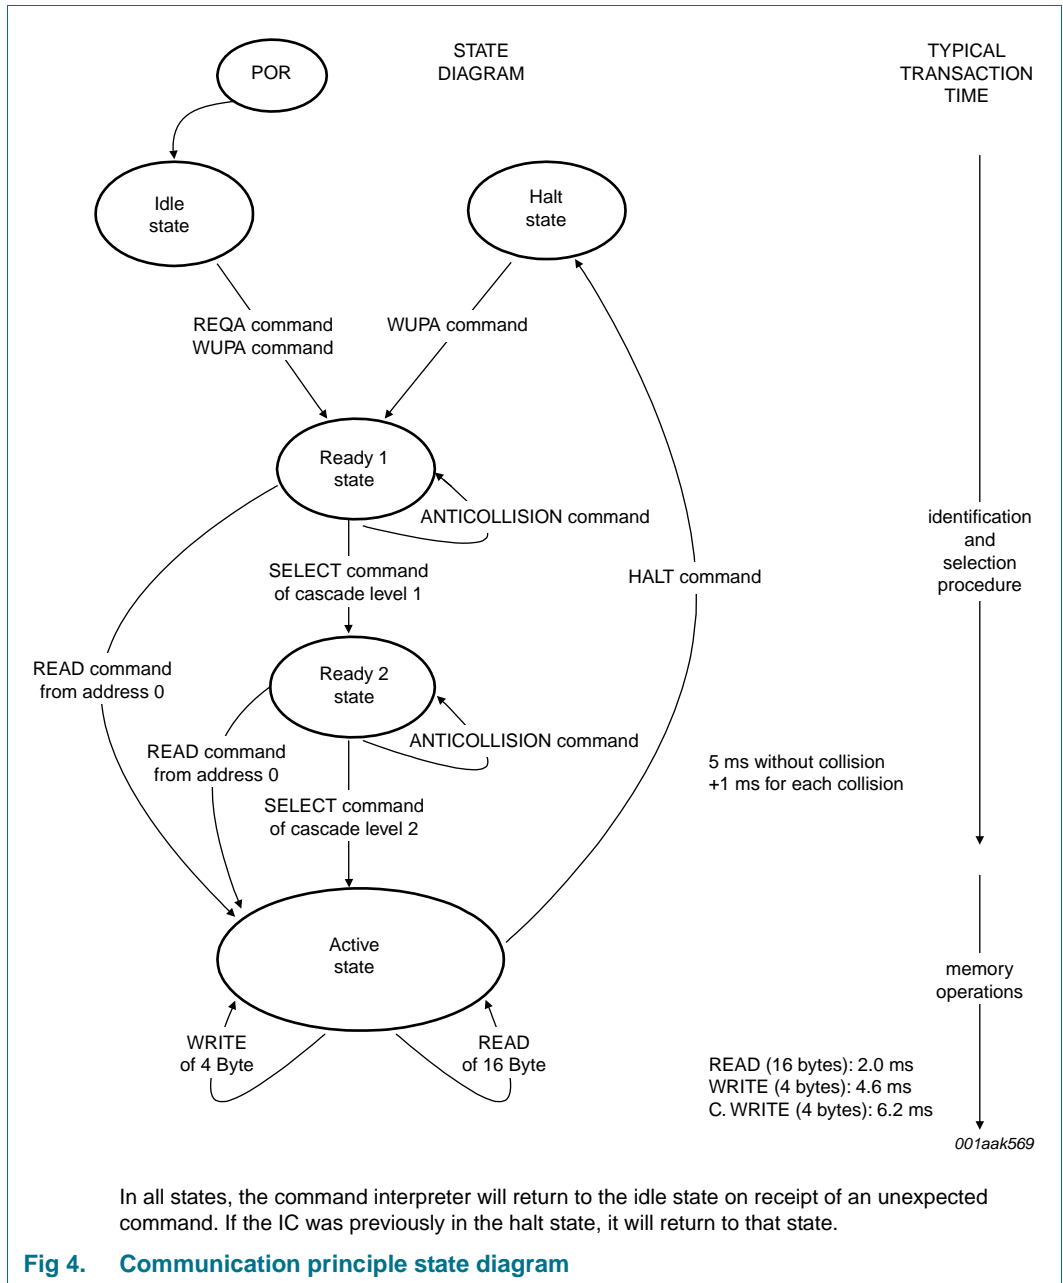 STATE
DIAGRAM
TYPICAL
TRANSACTION
TIME
POR
Idle
state
Halt
state
REQA command
WUPA command
WUPA command
Ready 1
state
ANTICOLLISION command
identification
and
selection
procedure
SELECT command
of cascade level 1
HALT command
READ command
from address 0
Ready 2
state
ANTICOLLISION command
READ command
from address 0
5 ms without collision
+1 ms for each collision
SELECT command
of cascade level 2
Active
state
memory
operations
WRITE
of 4 Byte
READ
of 16 Byte
READ (16 bytes): 2.0 ms
WRITE (4 bytes): 4.6 ms
C. WRITE (4 bytes): 6.2 ms
001aak569
In all states, the command interpreter will return to the idle state on receipt of an unexpected
command. If the IC was previously in the halt state, it will return to that state.
Fig 4. Communication principle state diagram